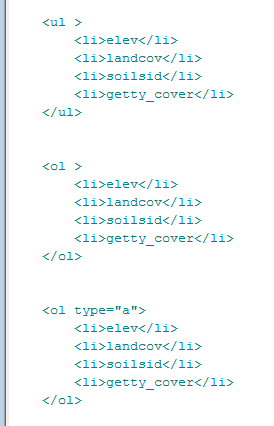 <ul >
<li>elev</li>
<li>landcov</li>
<li>soilsid</li>
<li>getty_cover</li>
</ul>
<ol >
<li>elev</li>
<li>landcov</li>
<li>soilsid</li>
<li>getty_cover</li>
</ol>
<ol type="a">
<li>elev</li>
<li>landcov</li>
<li>soilsid</li>
<li>getty_cover</li>
</ol>